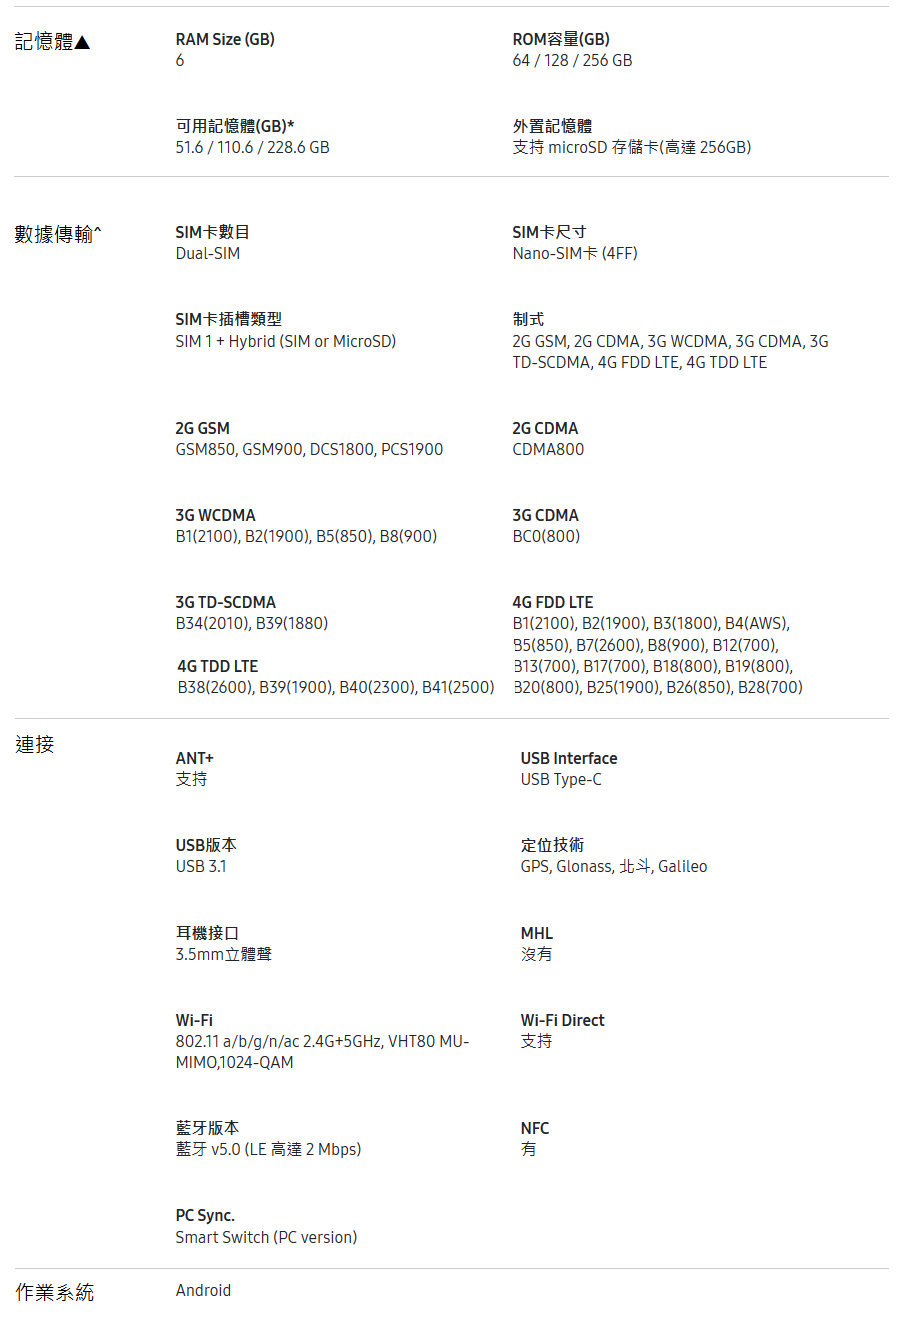 記憶體▲
RAM Size (GB)
6
ROM容量(GB)
64 / 128 / 256 GB
可用記憶體(GB)*
51.6 / 110.6 / 228.6 GB
外置記憶體
支持 microSD 存儲卡(高達 256GB)
數據傳輸^
SIM卡數目
Dual-SIM
SIM卡尺寸
Nano-SIM卡 (4FF)
SIM卡插槽類型
SIM 1 + Hybrid (SIM or MicroSD)
制式
2G GSM, 2G CDMA, 3G WCDMA, 3G CDMA, 3G
TD-SCDMA, 4G FDD LTE, 4G TDD LTE
2G GSM
GSM850, GSM900, DCS1800, PCS1900
2G CDMA
CDMA800
3G WCDMA
B1(2100), B2(1900), B5(850), B8(900)
3G CDMA
BC0(800)
3G TD-SCDMA
B34(2010), B39(1880)
4G FDD LTE
B1(2100), B2(1900), B3(1800), B4(AWS),
B5(850), B7(2600), B8(900), B12(700),
B13(700), B17(700), B18(800), B19(800),
B20(800), B25(1900), B26(850), B28(700)
4G TDD LTE
B38(2600), B39(1900), B40(2300), B41(2500)
連接
ANT+
支持
USB Interface
USB Type-C
USB版本
USB 3.1
定位技術
GPS, Glonass, 北斗, Galileo
耳機接口
3.5mm立體聲
MHL
沒有
Wi-Fi
802.11 a/b/g/n/ac 2.4G+5GHz, VHT80 MU-
MIMO,1024-QAM
Wi-Fi Direct
支持
藍牙版本
藍牙 v5.0 (LE 高達 2 Mbps)
NFC
有
PC Sync.
Smart Switch (PC version)
作業系統
Android